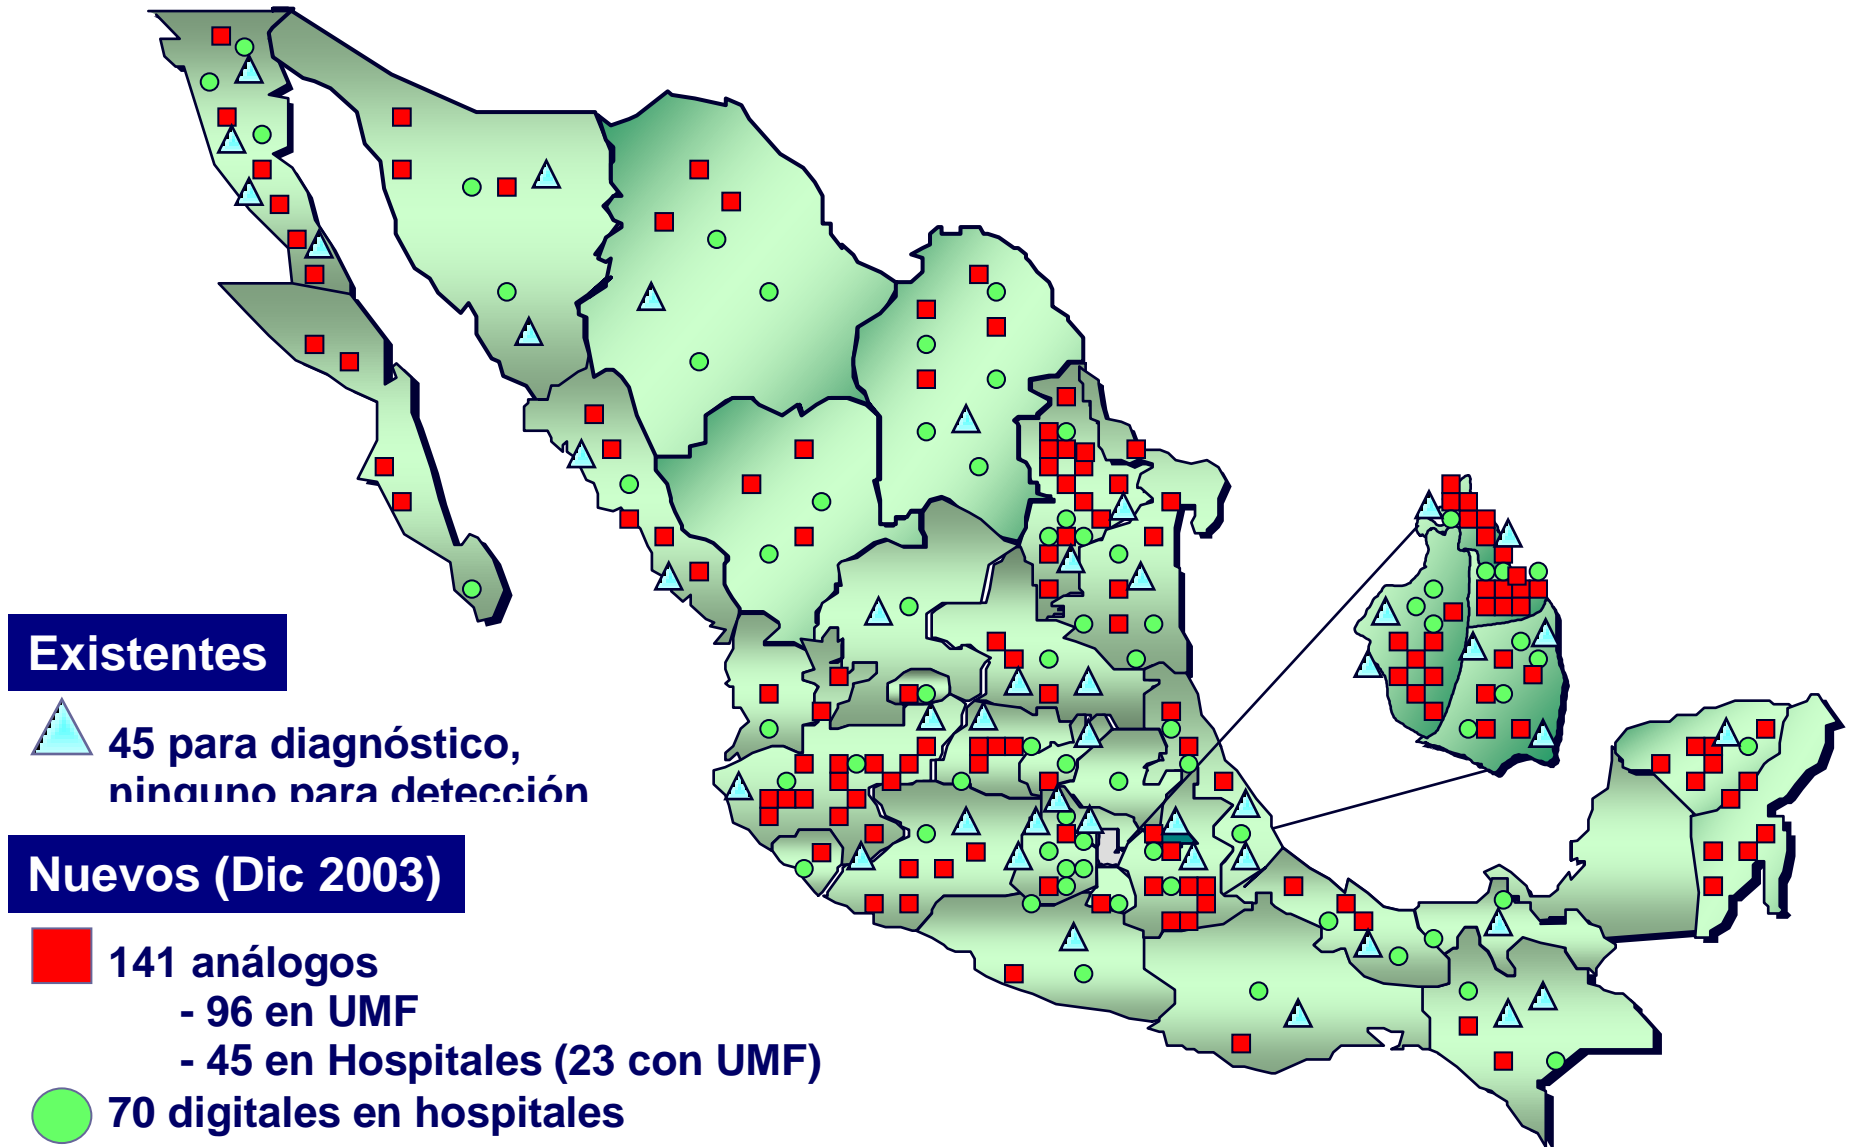 Existentes
45 para diagnóstico,
ninguno para detección
Nuevos (Dic 2003)
141 análogos
- 96 en UMF
- 45 en Hospitales (23 con UMF)
70 digitales en hospitales